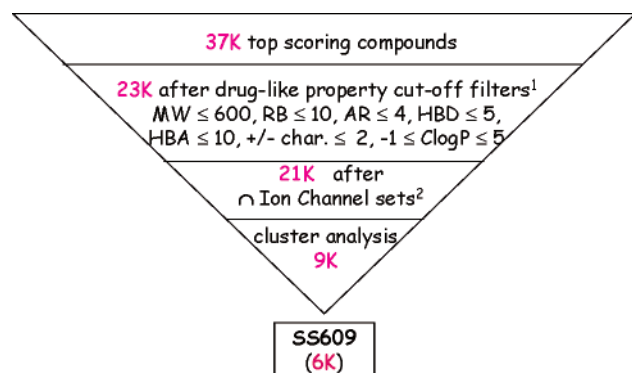 37K top scoring compounds
23K after drug-like property cut-off filters¹
MW ≤ 600, RB ≤ 10, AR ≤ 4, HBD ≤ 5,
HBA ≤ 10, +/- char. ≤ 2, -1 ≤ ClogP ≤ 5
21K after
∩ Ion Channel sets²
cluster analysis
9K
SS609
(6K)